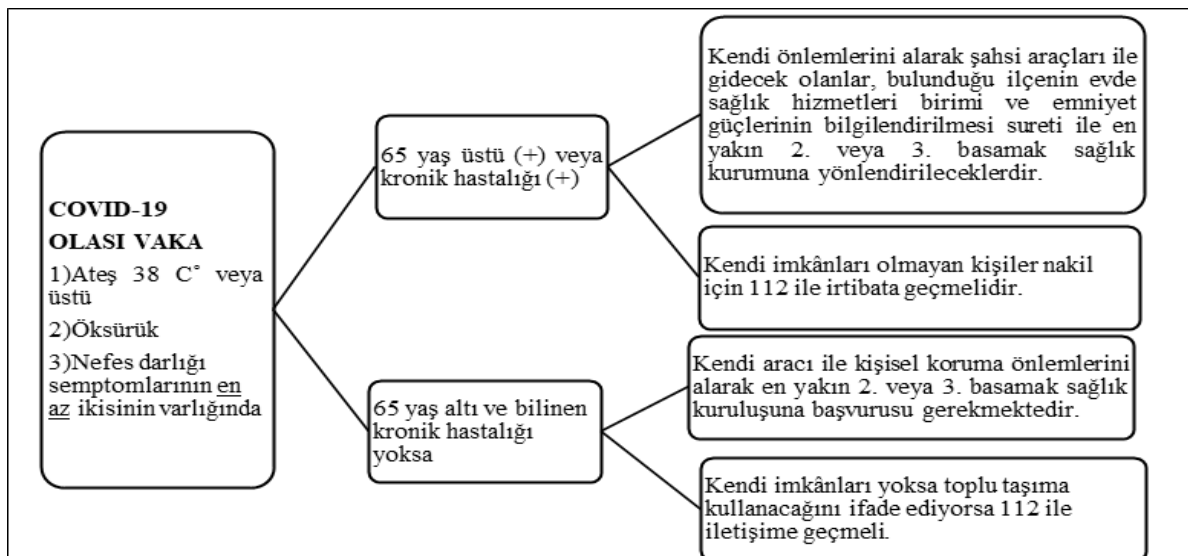 COVID-19
OLASI VAKA
1)Ateş 38 C° veya
üstü
2)Öksürük
3)Nefes darlığı
semptomlarının en
az ikisinin varlığında
65 yaş üstü (+) veya
kronik hastalığı (+)
Kendi önlemlerini alarak şahsi araçları ile
gidecek olanlar, bulunduğu ilçenin evde
sağlık hizmetleri birimi ve emniyet
güçlerinin bilgilendirilmesi sureti ile en
yakın 2. veya 3. basamak sağlık
kurumuna yönlendirileceklerdir.
Kendi imkânları olmayan kişiler nakil
için 112 ile irtibata geçmelidir.
65 yaş altı ve bilinen
kronik hastalığı
yoksa
Kendi aracı ile kişisel koruma önlemlerini
alarak en yakın 2. veya 3. basamak sağlık
kuruluşuna başvurusu gerekmektedir.
Kendi imkânları yoksa toplu taşıma
kullanacağını ifade ediyorsa 112 ile
iletişime geçmeli.